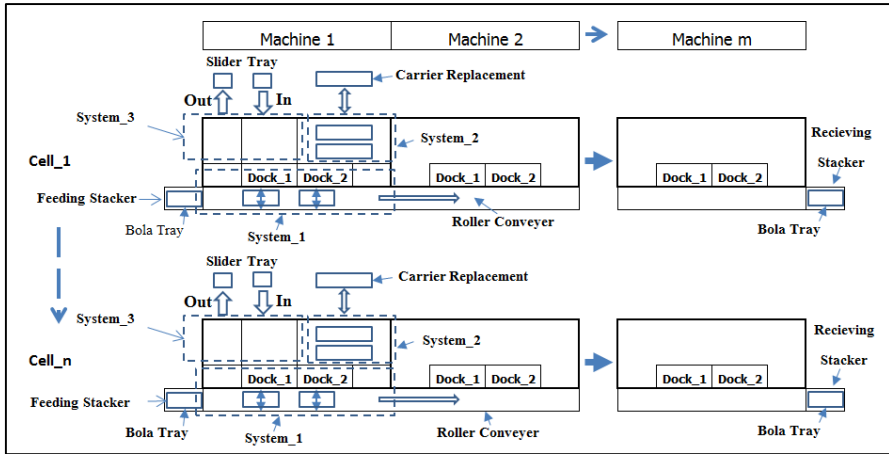 Machine 1
Machine 2
Machine m
Slider Tray
Carrier Replacement
Out
In
System_3
System_2
Recieving
Cell_1
Stacker
Dock_1
Dock_2
Dock_1
Dock_2
Dock_1
Dock_2
Feeding Stacker
Roller Conveyer
Bola Tray
System_1
Bola Tray
Slider Tray
Carrier Replacement
Out
In
System_3
System_2
Recieving
Cell_n
Stacker
Dock_1
Dock_2
Dock_1
Dock_2
Dock_1
Dock_2
Feeding Stacker
Bola Tray
System_1
Roller Conveyer
Bola Tray